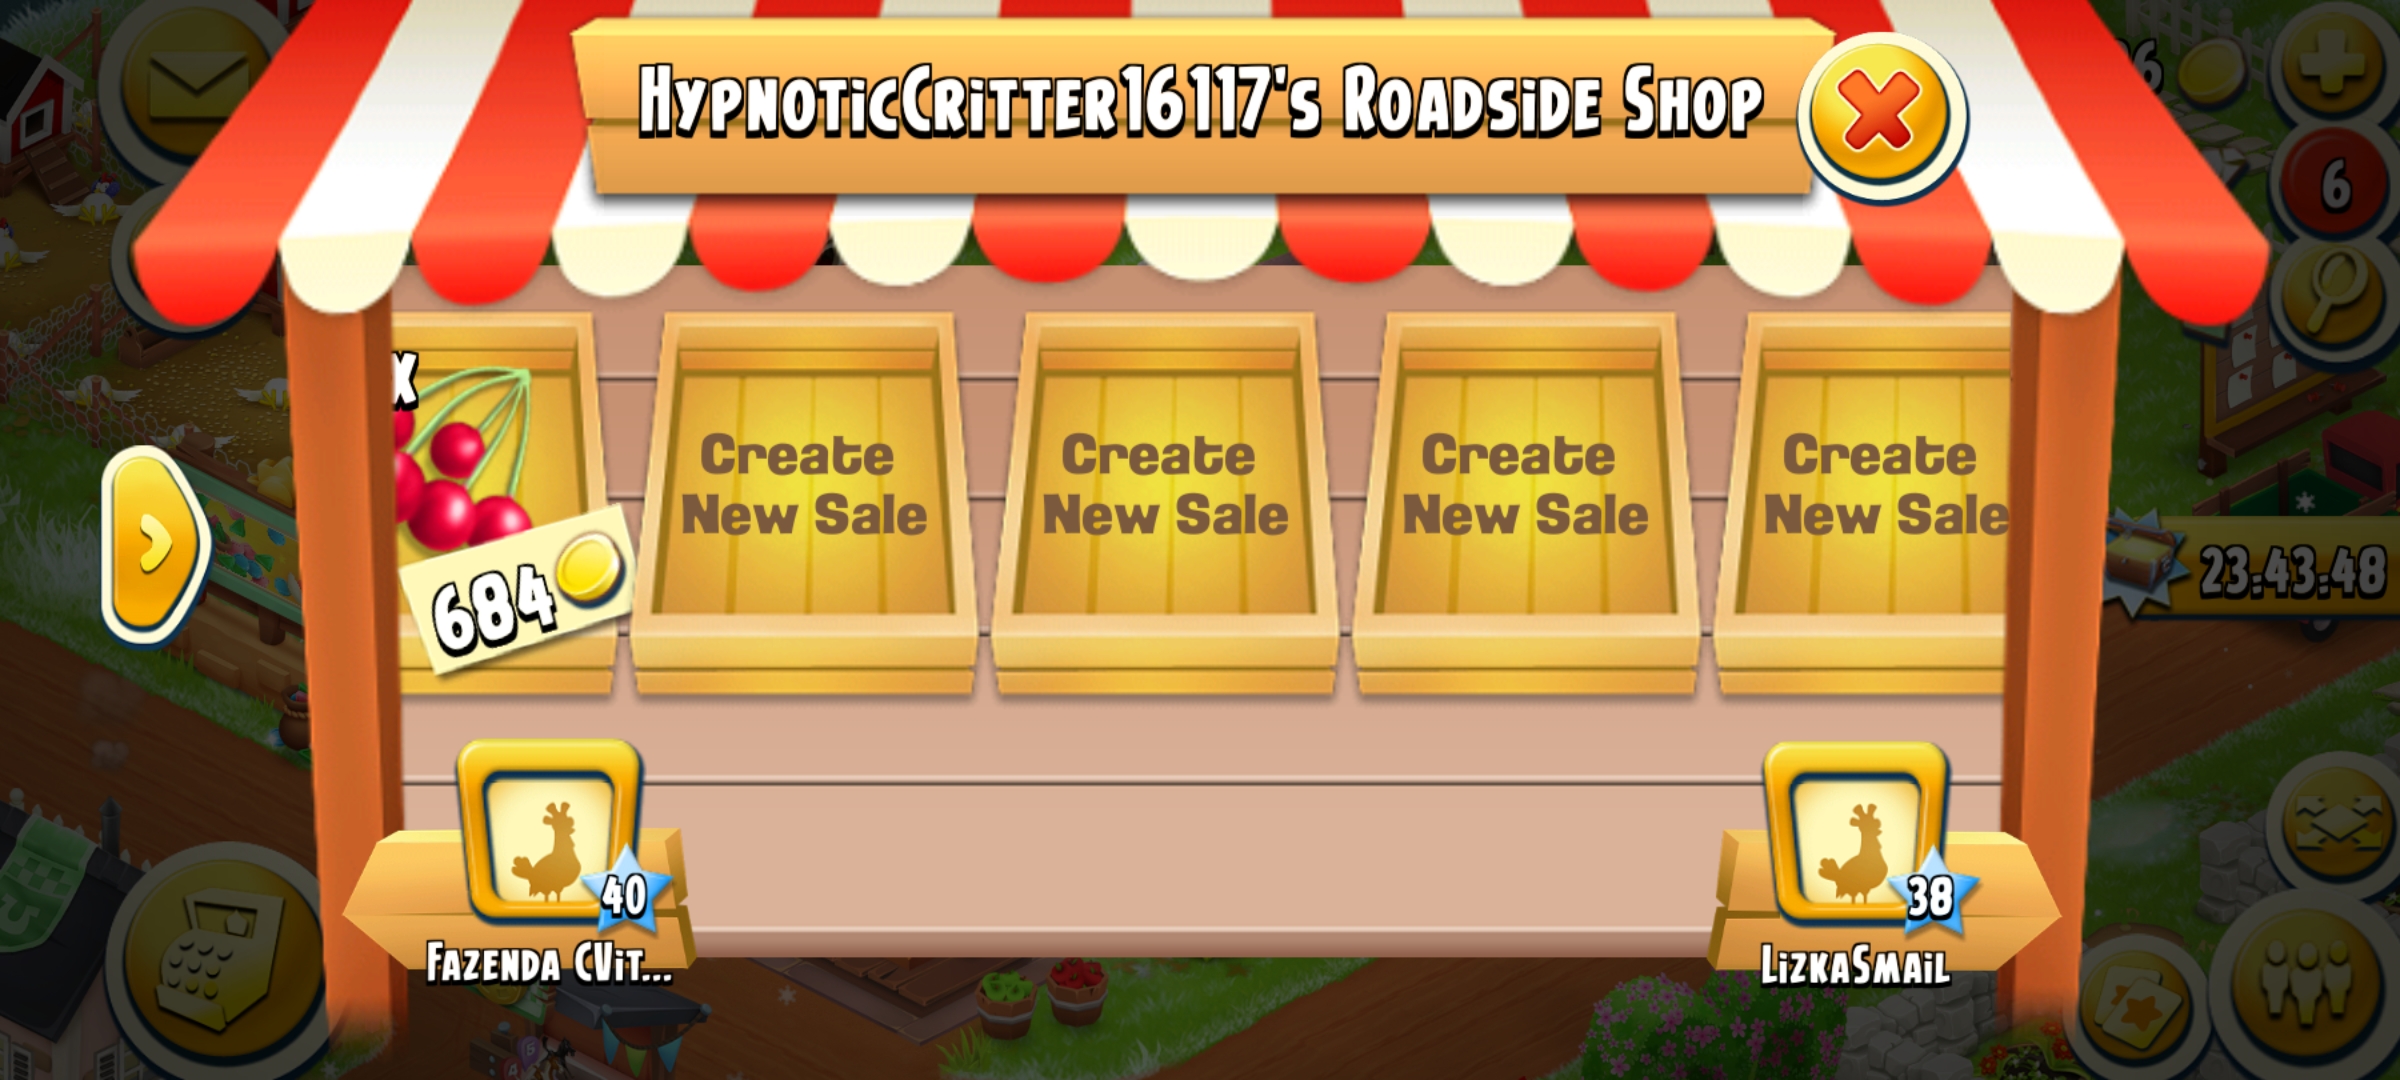 HypnoticCritter16117's Roadside Shop
6
6
x
Create
New Sale
Create
New Sale
Create
New Sale
Create
New Sale
684
23:43:48
40
Fazenda CVit...
38
LizkaSmail